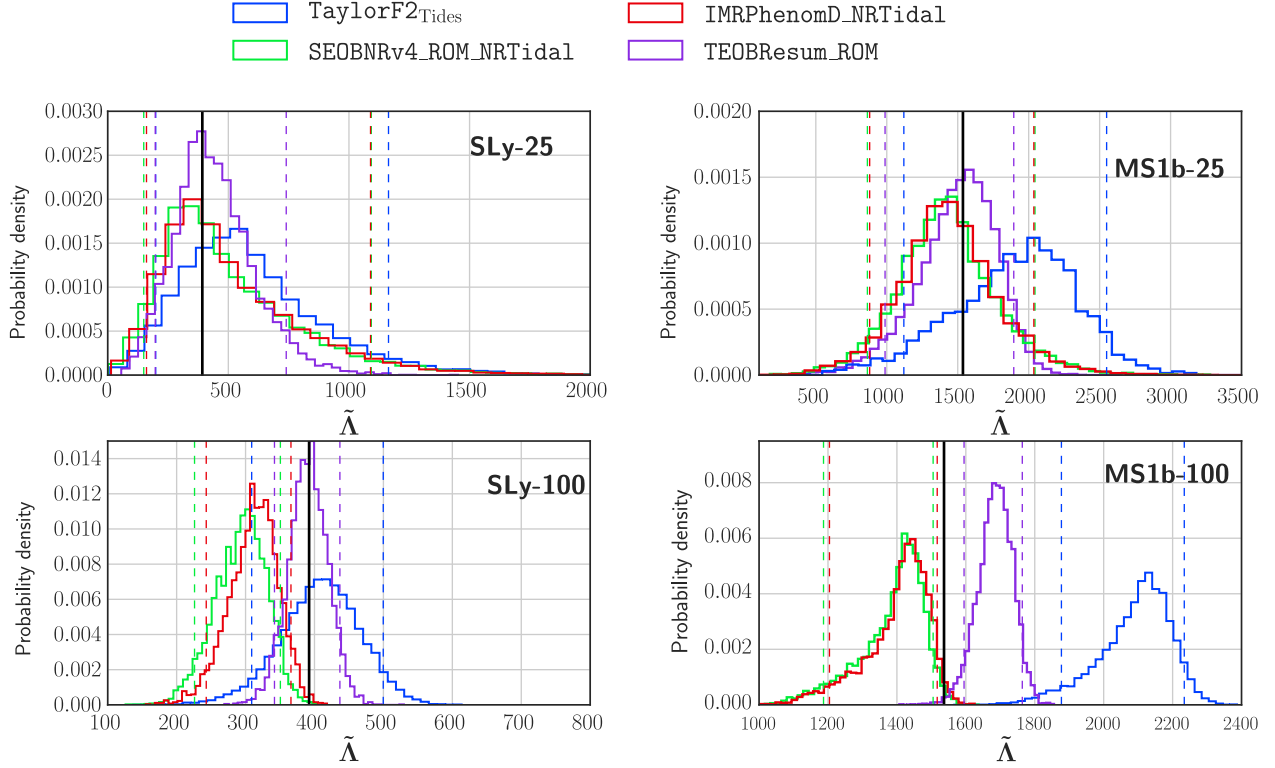 TaylorF2Tides
IMRPhenomD_NRTidal
SEOBNRv4_ROM_NRTidal
TEOBResum_ROM
0.0030
0.0025
0.0020
0.0015
0.0010
0.0005
0.0000
Probability density
SLy-25
0 500 1000 1500 2000
Λ̃
0.0020
0.0015
0.0010
0.0005
0.0000
Probability density
MS1b-25
500 1000 1500 2000 2500 3000 3500
Λ̃
0.014
0.012
0.010
0.008
0.006
0.004
0.002
0.000
Probability density
SLy-100
100 200 300 400 500 600 700 800
Λ̃
0.008
0.006
0.004
0.002
0.000
Probability density
MS1b-100
1000 1200 1400 1600 1800 2000 2200 2400
Λ̃